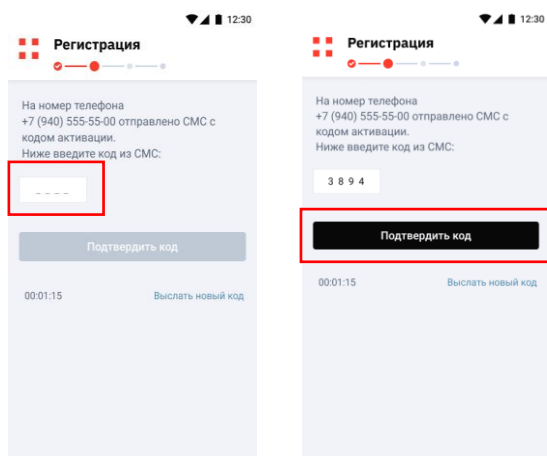 12:30
Регистрация
На номер телефона
+7 (940) 555-55-00 отправлено СМС с
кодом активации.
Ниже введите код из СМС:
_ _ _ _
Подтвердить код
00:01:15 Выслать новый код
12:30
Регистрация
На номер телефона
+7 (940) 555-55-00 отправлено СМС с
кодом активации.
Ниже введите код из СМС:
3 8 9 4
Подтвердить код
00:01:15 Выслать новый код